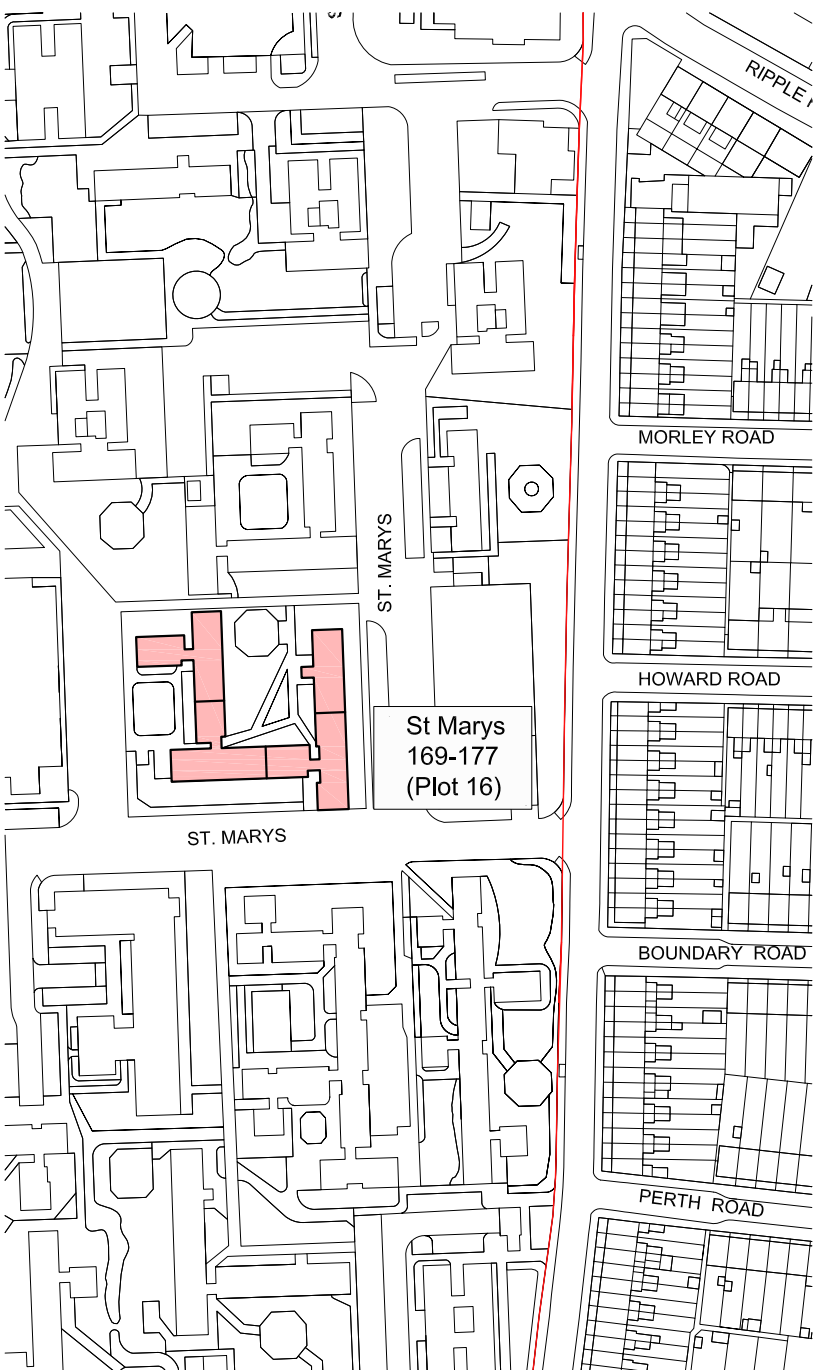 RIPPLE
MORLEY ROAD
ST. MARYS
HOWARD ROAD
St Marys
169-177
(Plot 16)
ST. MARYS
BOUNDARY ROAD
PERTH ROAD